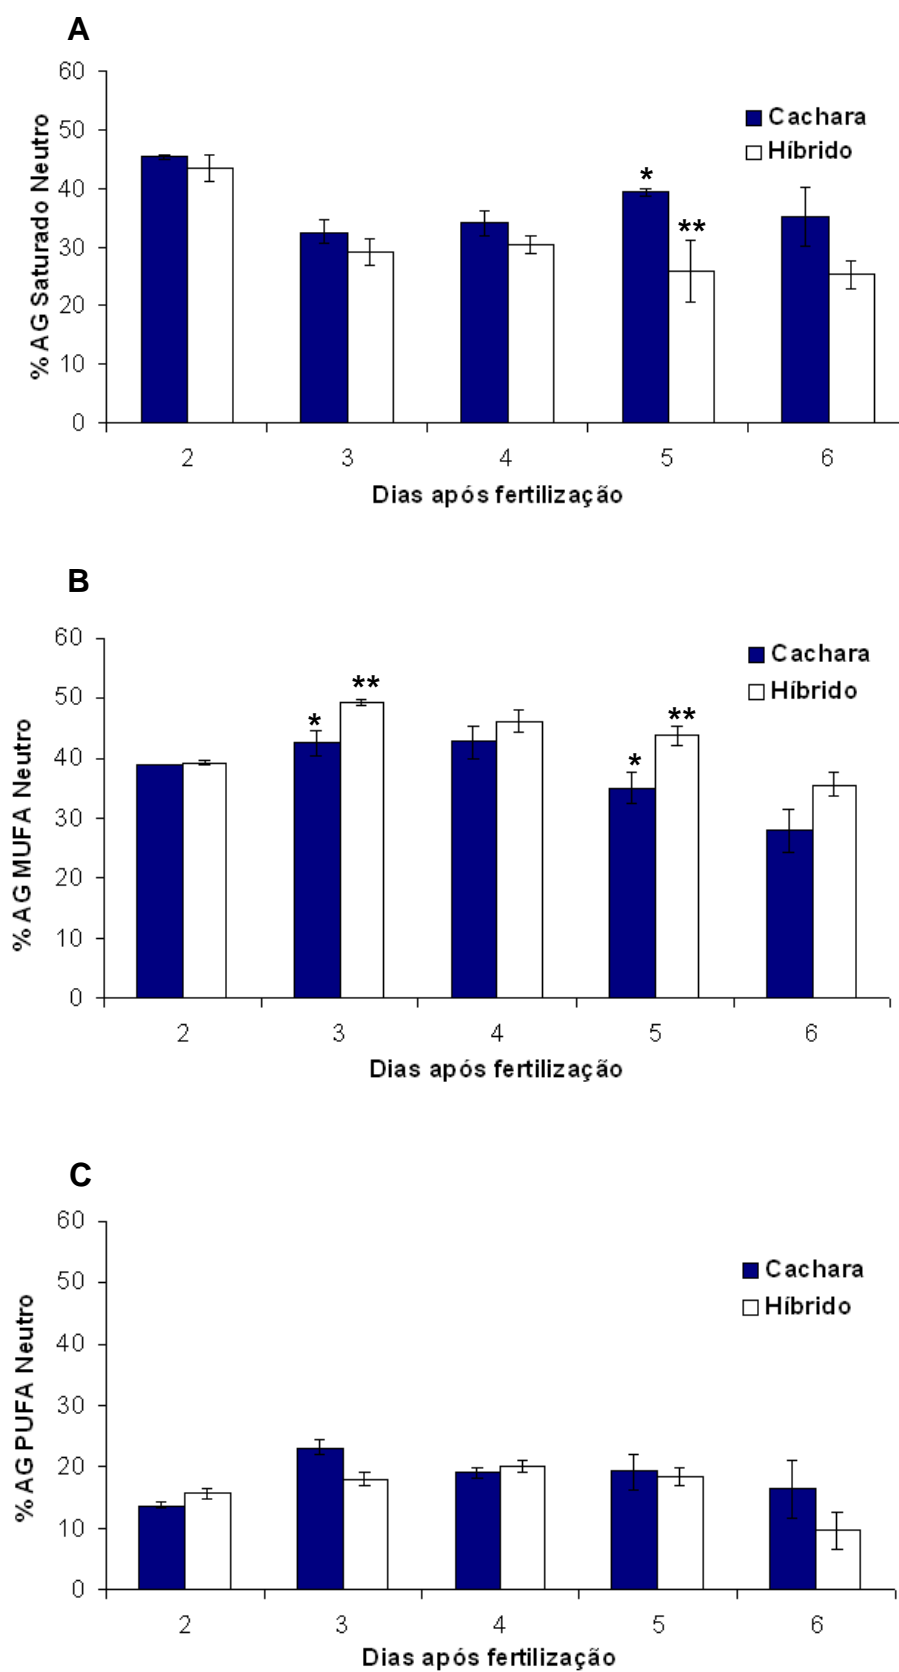 A
% AG Saturado Neutro
60
50
40
30
20
10
0
Cachara
Híbrido
*
**
2 3 4 5 6
Dias após fertilização
B
% AG MUFA Neutro
60
50
40
30
20
10
0
Cachara
Híbrido
*
**
*
**
2 3 4 5 6
Dias após fertilização
C
% AG PUFA Neutro
60
50
40
30
20
10
0
Cachara
Híbrido
2 3 4 5 6
Dias após fertilização